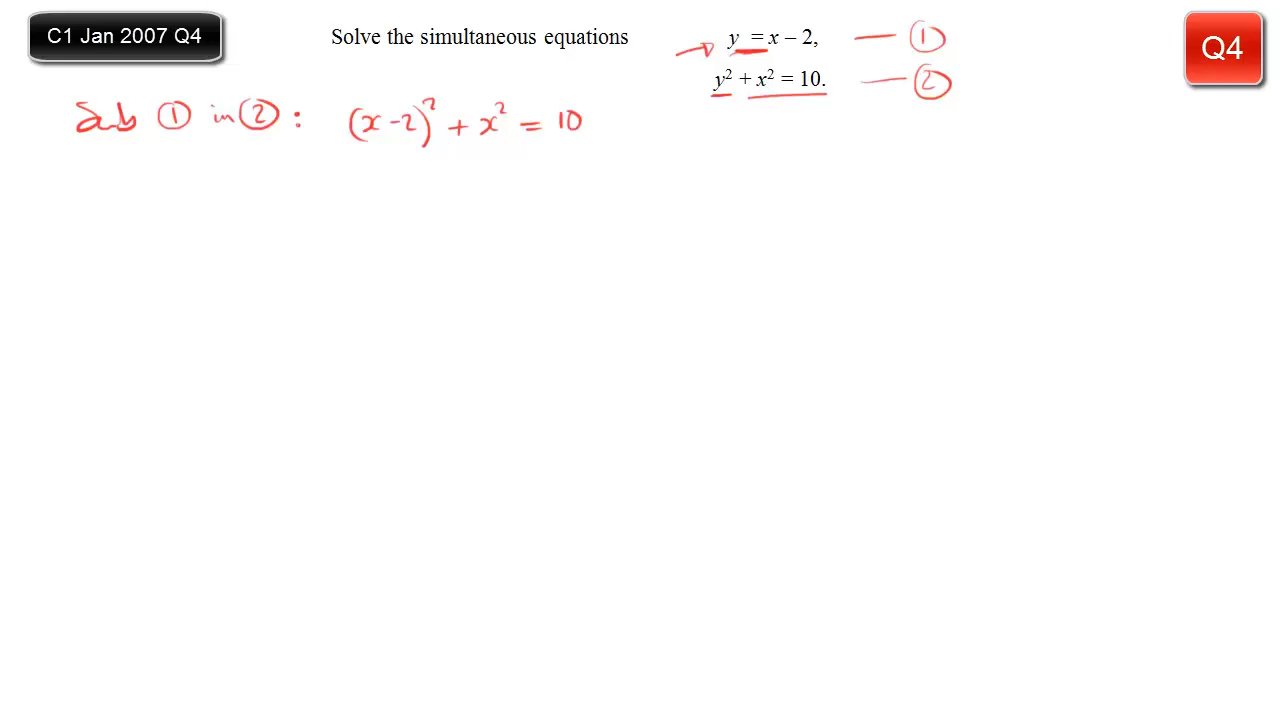 C1 Jan 2007 Q4
Solve the simultaneous equations
y = x – 2, — ①
y² + x² = 10. — ②
Q4
Sub ① in ② : (x - 2)² + x² = 10